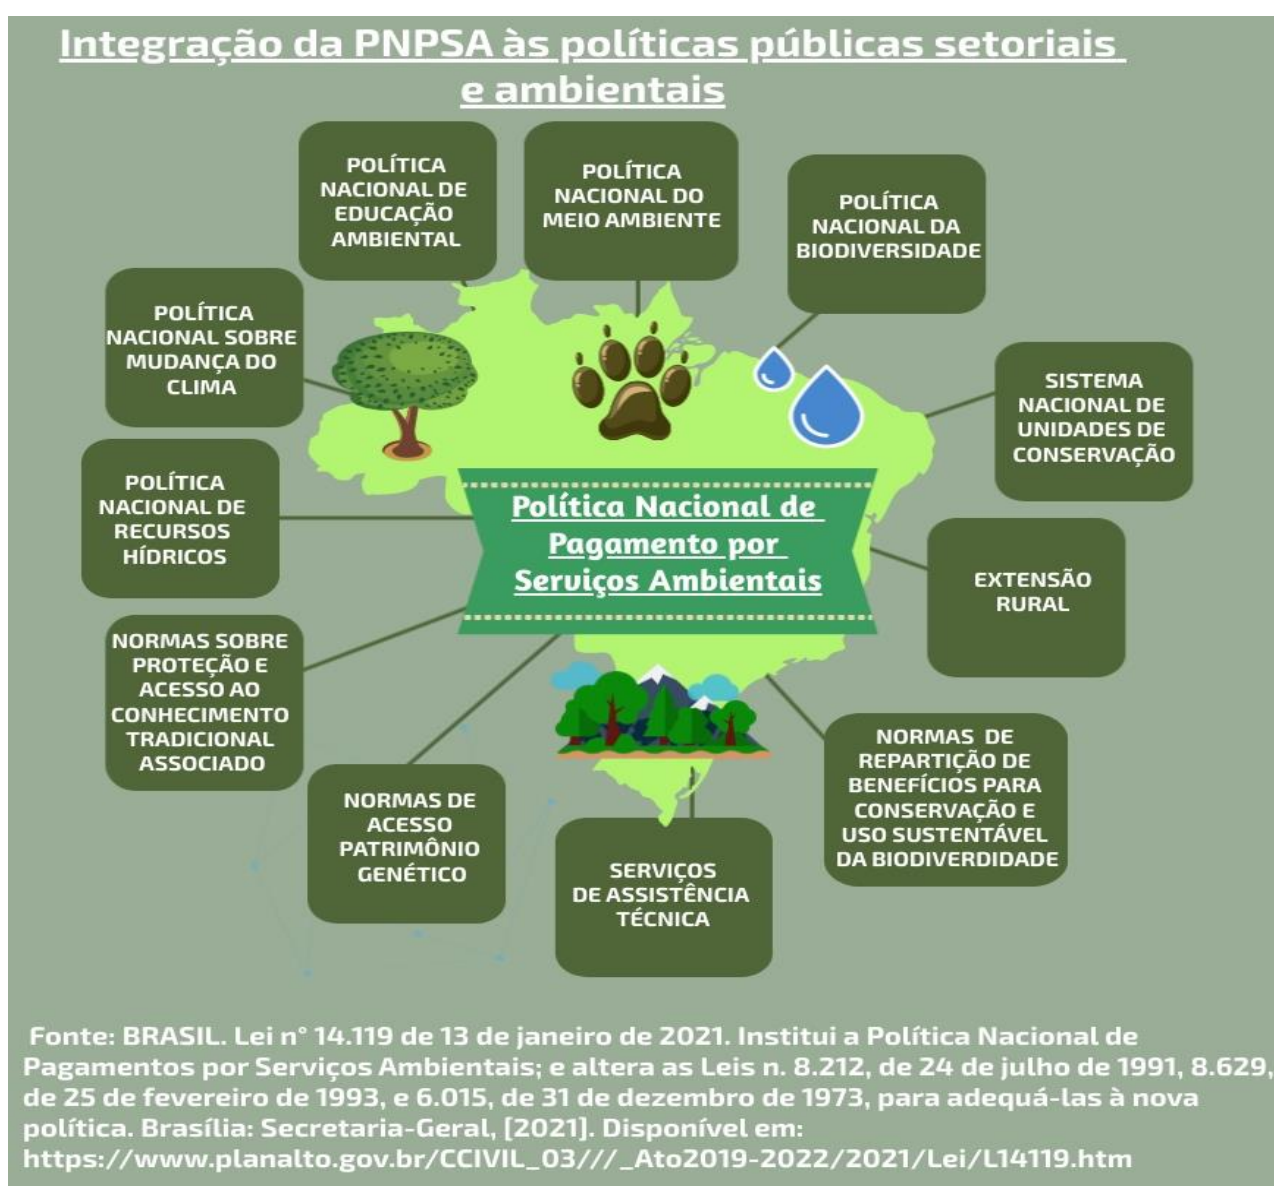 Integração da PNPSA às políticas públicas setoriais
e ambientais
POLÍTICA
NACIONAL DE
EDUCAÇÃO
AMBIENTAL
POLÍTICA
NACIONAL DO
MEIO AMBIENTE
POLÍTICA
NACIONAL DA
BIODIVERSIDADE
POLÍTICA
NACIONAL SOBRE
MUDANÇA DO
CLIMA
SISTEMA
NACIONAL DE
UNIDADES DE
CONSERVAÇÃO
POLÍTICA
NACIONAL DE
RECURSOS
HÍDRICOS
Política Nacional de
Pagamento por
Serviços Ambientais
EXTENSÃO
RURAL
NORMAS SOBRE
PROTEÇÃO E
ACESSO AO
CONHECIMENTO
TRADICIONAL
ASSOCIADO
NORMAS DE
REPARTIÇÃO DE
BENEFÍCIOS PARA
CONSERVAÇÃO E
USO SUSTENTÁVEL
DA BIODIVERDIDADE
NORMAS DE
ACESSO
PATRIMÔNIO
GENÉTICO
SERVIÇOS
DE ASSISTÊNCIA
TÉCNICA
Fonte: BRASIL. Lei n° 14.119 de 13 de janeiro de 2021. Institui a Política Nacional de
Pagamentos por Serviços Ambientais; e altera as Leis n. 8.212, de 24 de julho de 1991, 8.629,
de 25 de fevereiro de 1993, e 6.015, de 31 de dezembro de 1973, para adequá-las à nova
política. Brasília: Secretaria-Geral, [2021]. Disponível em:
https://www.planalto.gov.br/CCIVIL_03///_Ato2019-2022/2021/Lei/L14119.htm